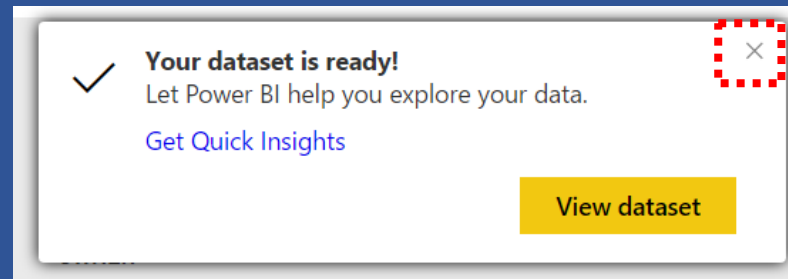 Your dataset is ready!
Let Power BI help you explore your data.
Get Quick Insights
View dataset